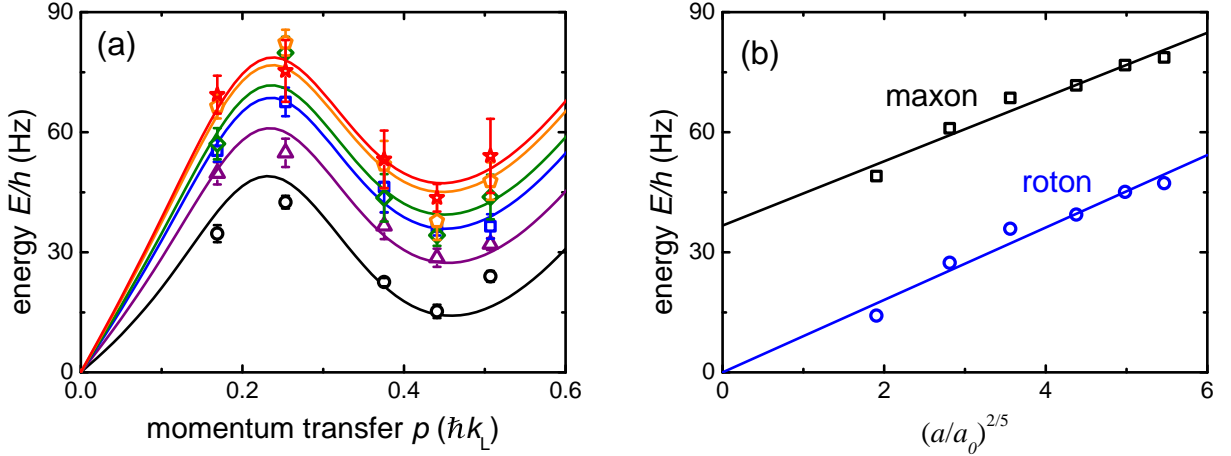 (a)
energy E/h (Hz)
90
60
30
0
0.0 0.2 0.4 0.6
momentum transfer p (ħk_L)
(b)
energy E/h (Hz)
90
60
30
0
maxon
roton
0 2 4 6
(a/a_0)^{2/5}